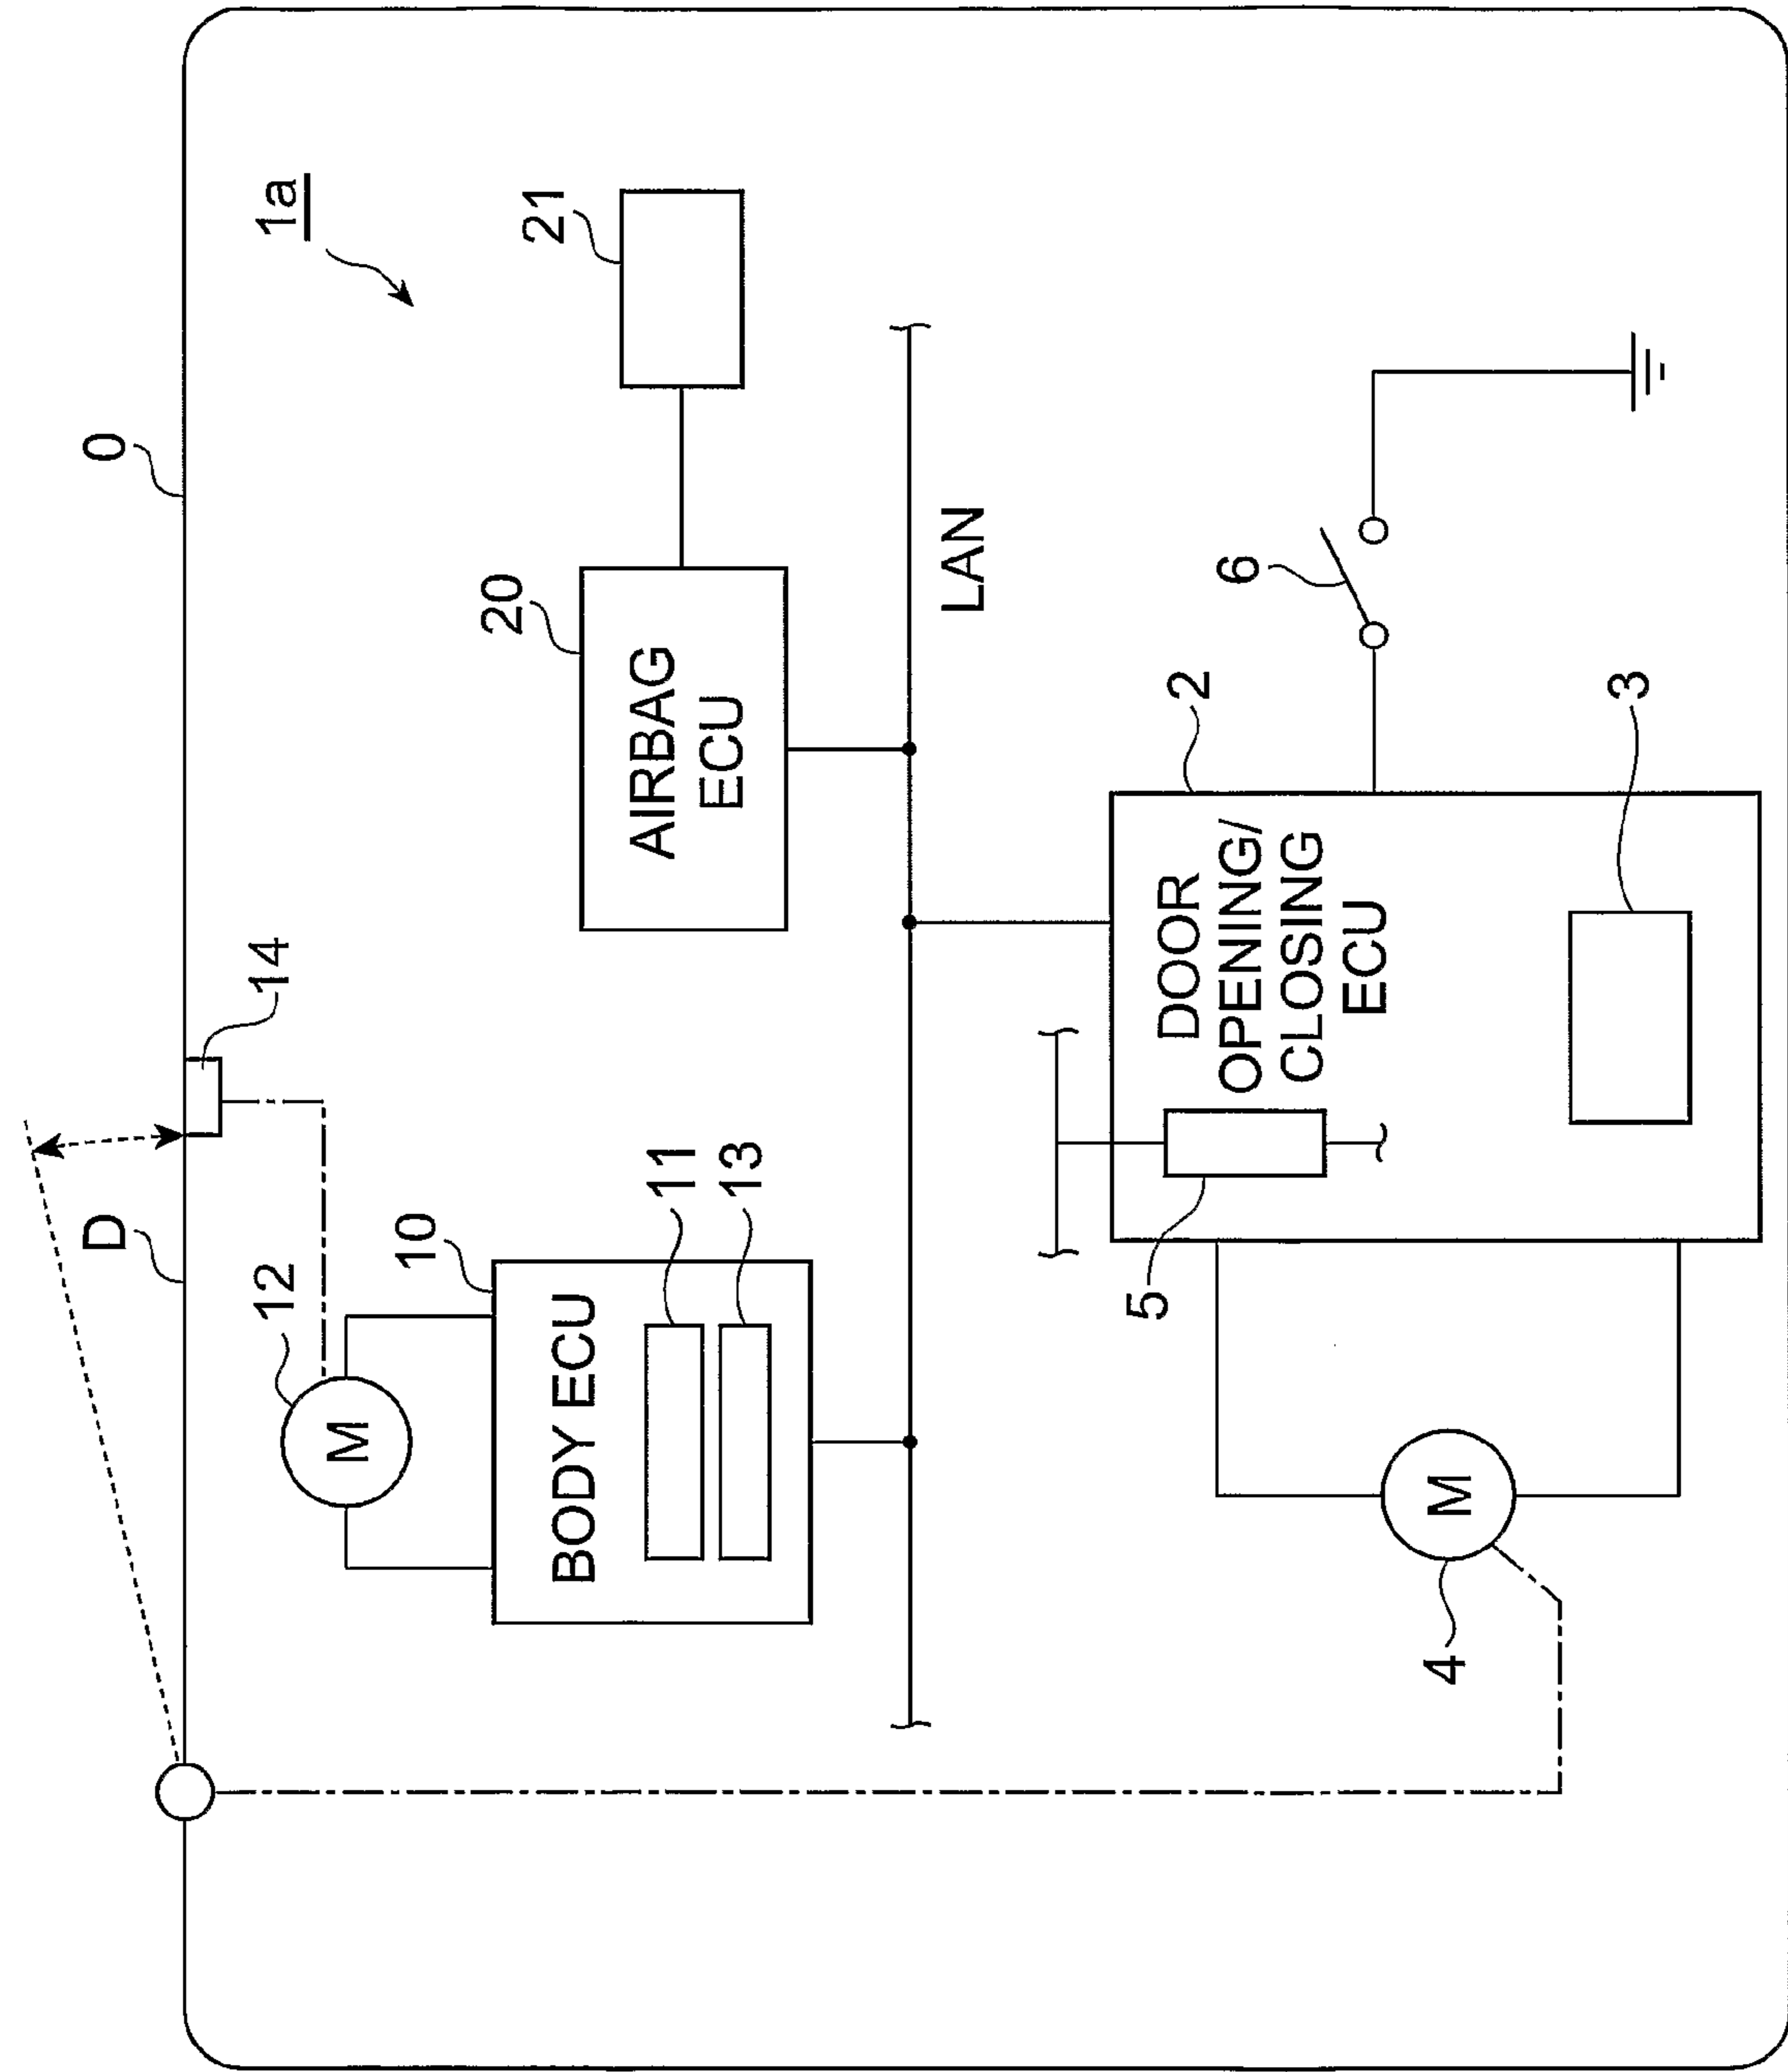 D
0
14
1a
12
M
10
BODY ECU
11
13
20
AIRBAG
ECU
21
LAN
2
DOOR
OPENING/
CLOSING
ECU
5
6
3
4
M